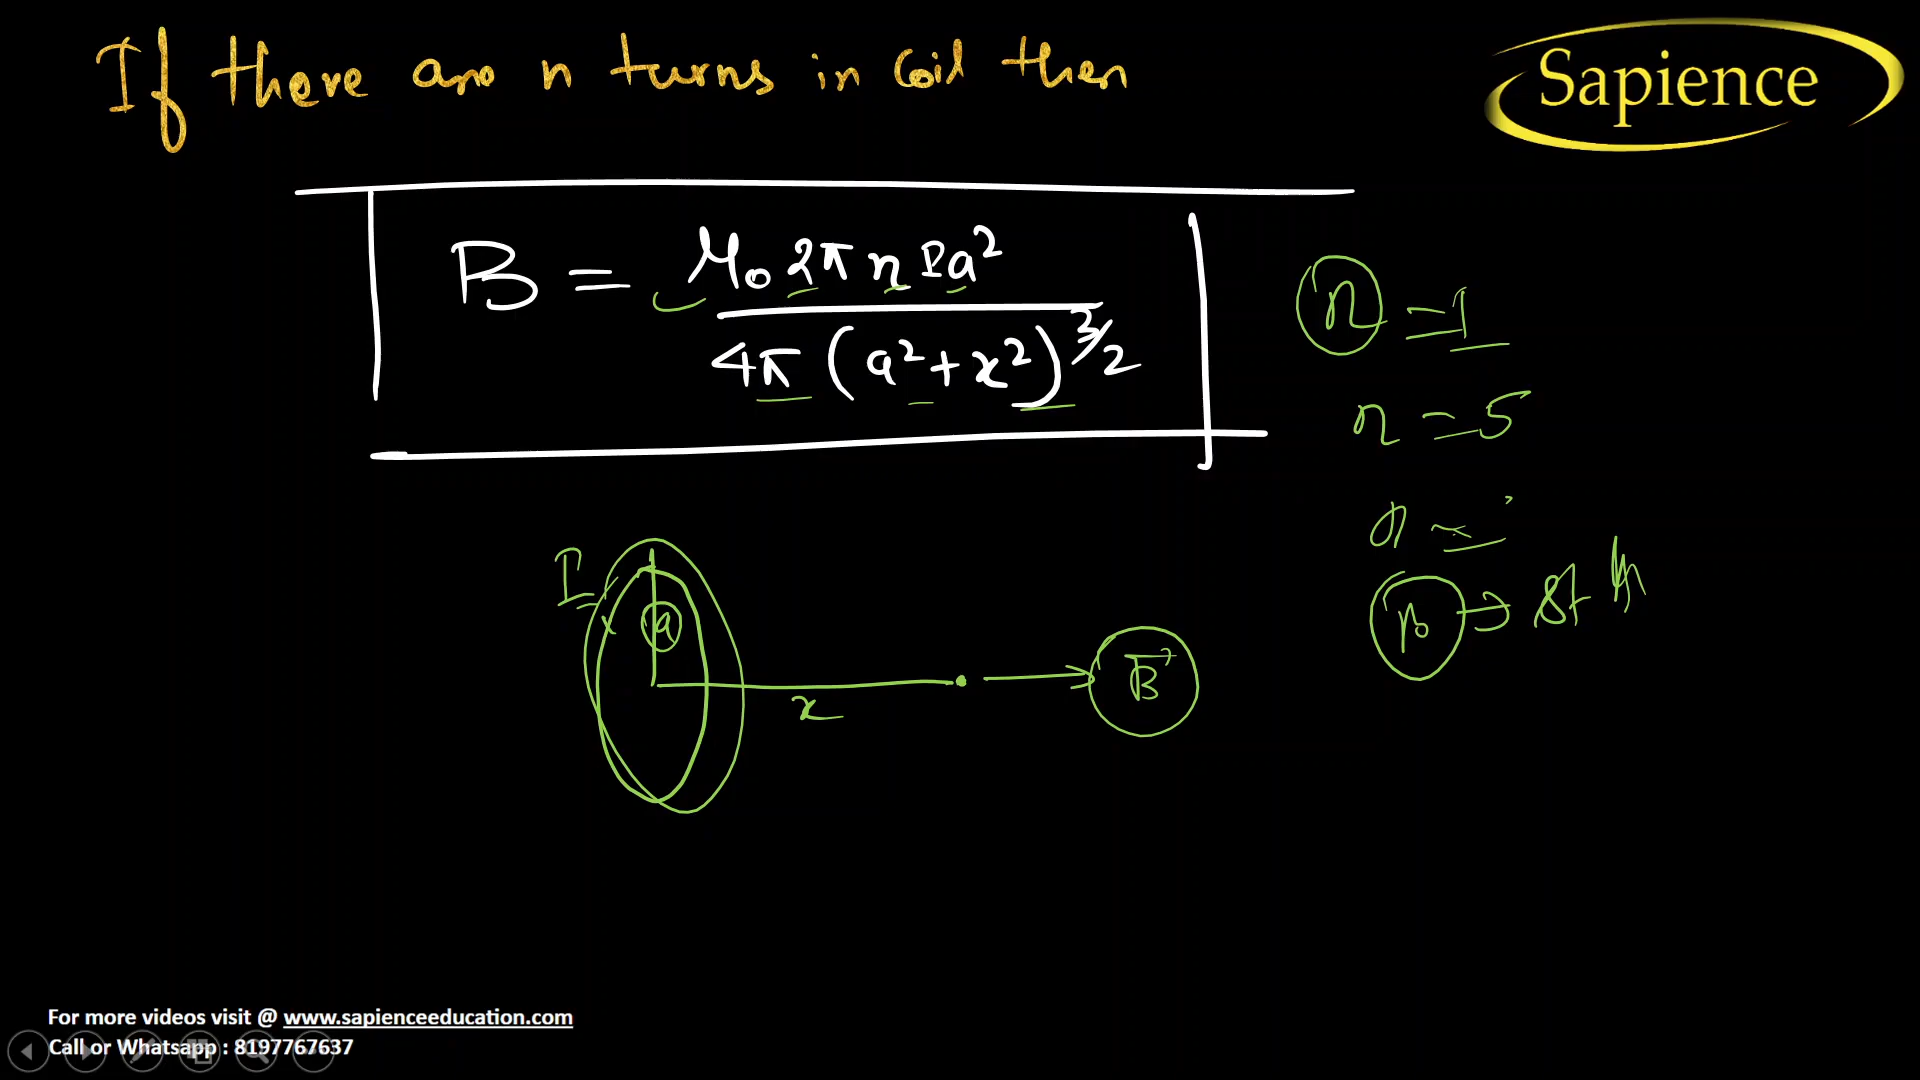 If there are n turns in coil then
Sapience
B = μ₀ 2π n I a²
4π (a² + x²)^3/2
n = 1
n = 5
n =
I
a
x
B
n →
For more videos visit @ www.sapienceeducation.com
Call or Whatsapp : 8197767637